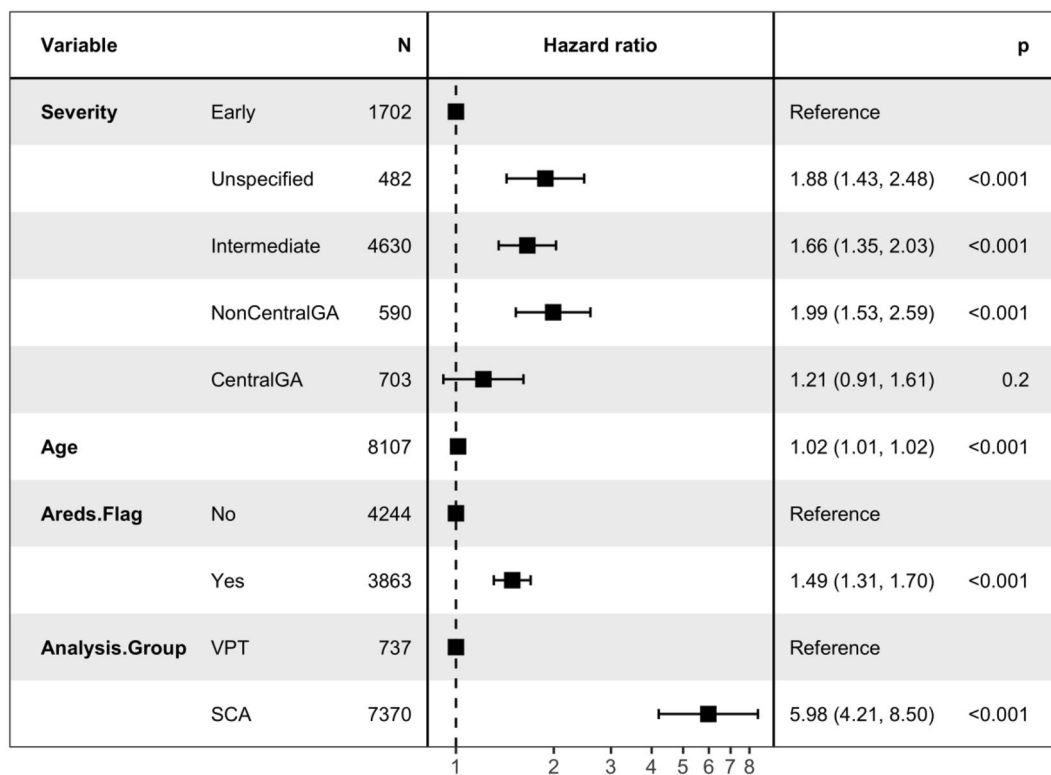 Variable N Hazard ratio p
Severity Early 1702 Reference
Unspecified 482 1.88 (1.43, 2.48) <0.001
Intermediate 4630 1.66 (1.35, 2.03) <0.001
NonCentralGA 590 1.99 (1.53, 2.59) <0.001
CentralGA 703 1.21 (0.91, 1.61) 0.2
Age 8107 1.02 (1.01, 1.02) <0.001
Areds.Flag No 4244 Reference
Yes 3863 1.49 (1.31, 1.70) <0.001
Analysis.Group VPT 737 Reference
SCA 7370 5.98 (4.21, 8.50) <0.001
1 2 3 4 5 6 7 8